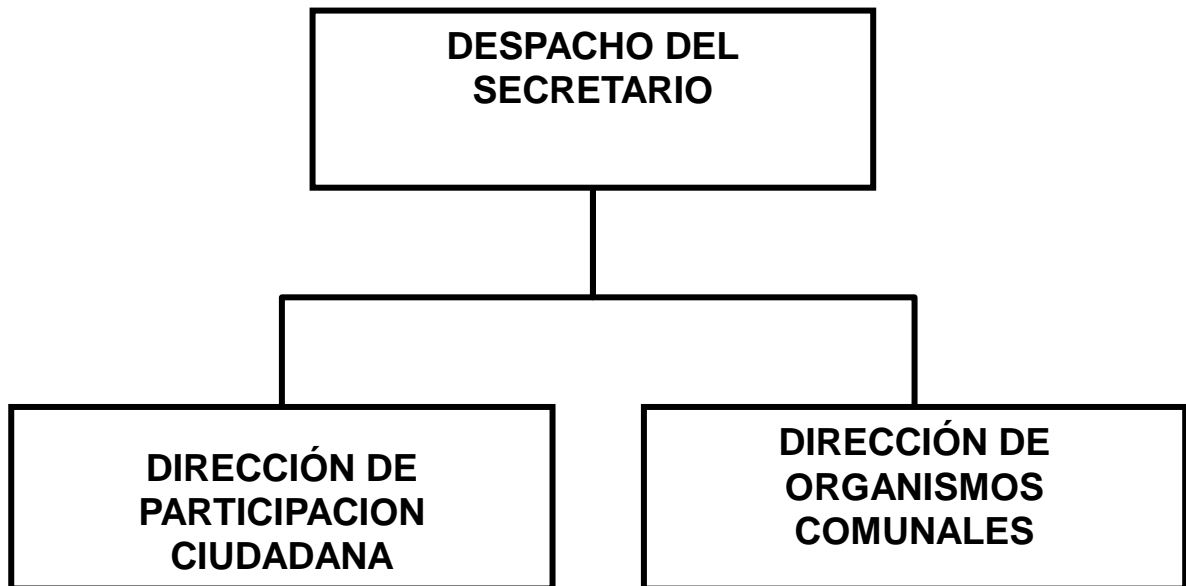 DESPACHO DEL
SECRETARIO
DIRECCIÓN DE
PARTICIPACION
CIUDADANA
DIRECCIÓN DE
ORGANISMOS
COMUNALES